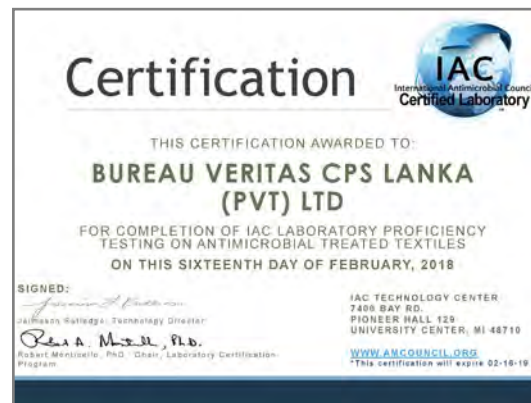 Certification
IAC
International Antimicrobial Council
Certified Laboratory
THIS CERTIFICATION AWARDED TO:
BUREAU VERITAS CPS LANKA
(PVT) LTD
FOR COMPLETION OF IAC LABORATORY PROFICIENCY
TESTING ON ANTIMICROBIAL TREATED TEXTILES
ON THIS SIXTEENTH DAY OF FEBRUARY, 2018
SIGNED:
Rutledge, Technology Director
Robert A. Monticello, Ph.D.
Robert Monticello, PhD. Chair, Laboratory Certification
Program
IAC TECHNOLOGY CENTER
7400 BAY RD.
PIONEER HALL 129
UNIVERSITY CENTER, MI 48710
WWW.AMCOUNCIL.ORG
*This certification will expire 02-16-19